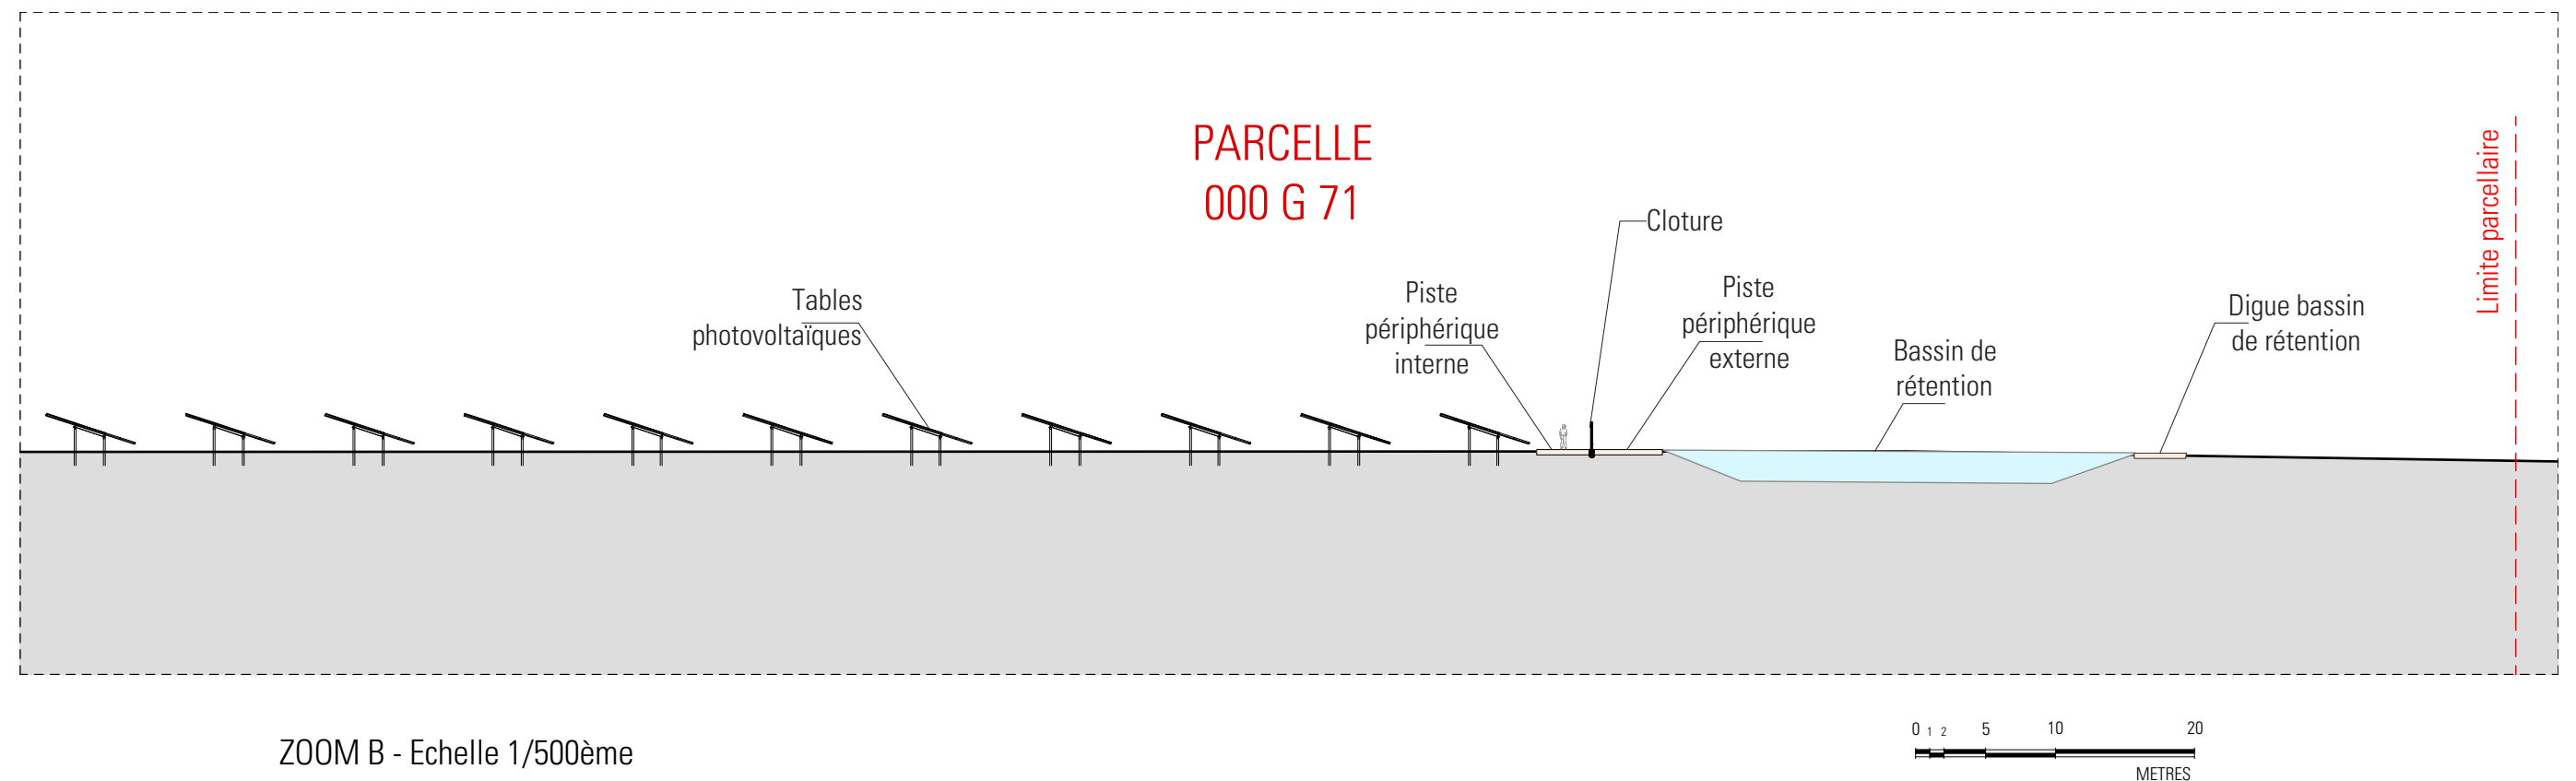 PARCELLE
000 G 71
Limite parcellaire
Cloture
Tables
photovoltaïques
Piste
périphérique
interne
Piste
périphérique
externe
Bassin de
rétention
Digue bassin
de rétention
ZOOM B - Echelle 1/500ème
0 1 2 5 10 20
METRES